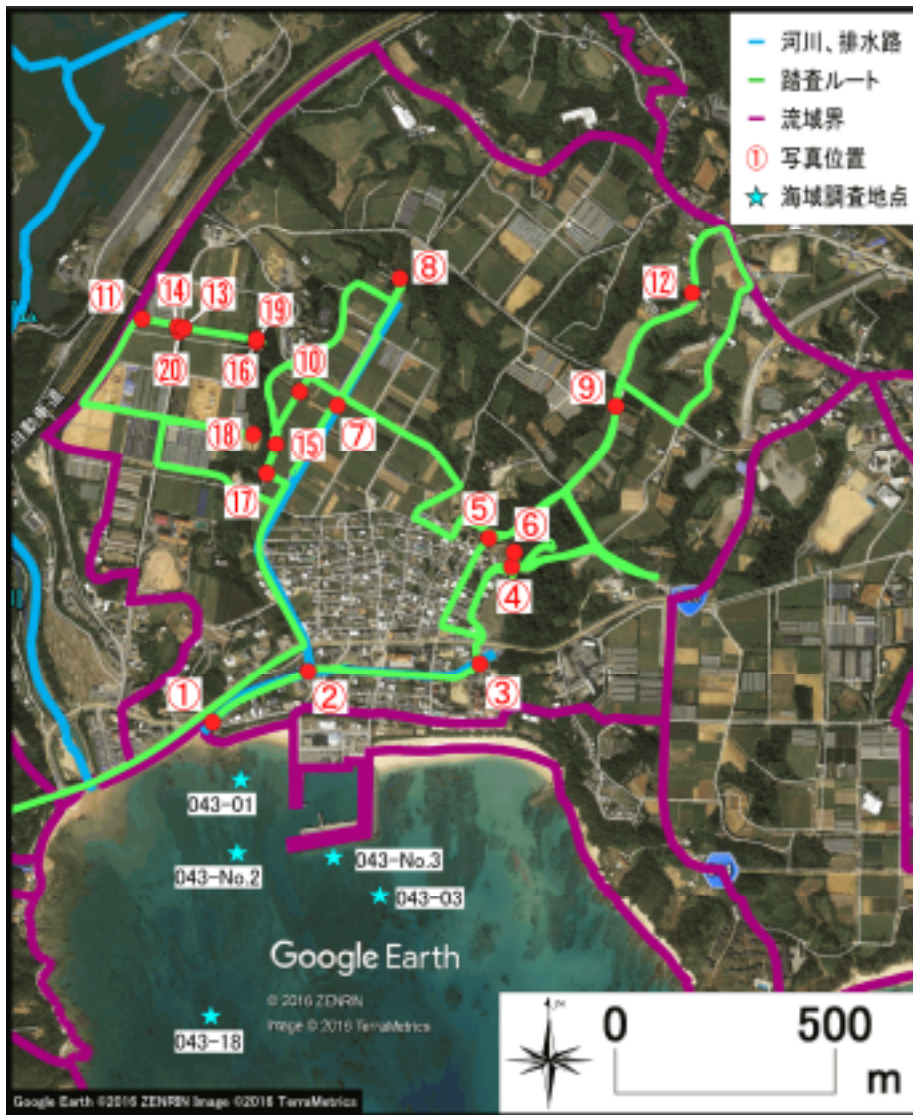 河川、排水路
踏査ルート
流域界
① 写真位置
海域調査地点
⑧
⑫
⑪
⑭
⑬
⑲
⑳
⑯
⑩
⑨
⑱
⑮
⑦
⑰
⑤
⑥
④
①
②
③
043-01
043-No.2
043-No.3
043-03
Google Earth
© 2016 ZENRIN
Image © 2016 TerraMetrics
043-18
0 500
m
Google Earth ©2016 ZENRIN Image ©2016 TerraMetrics